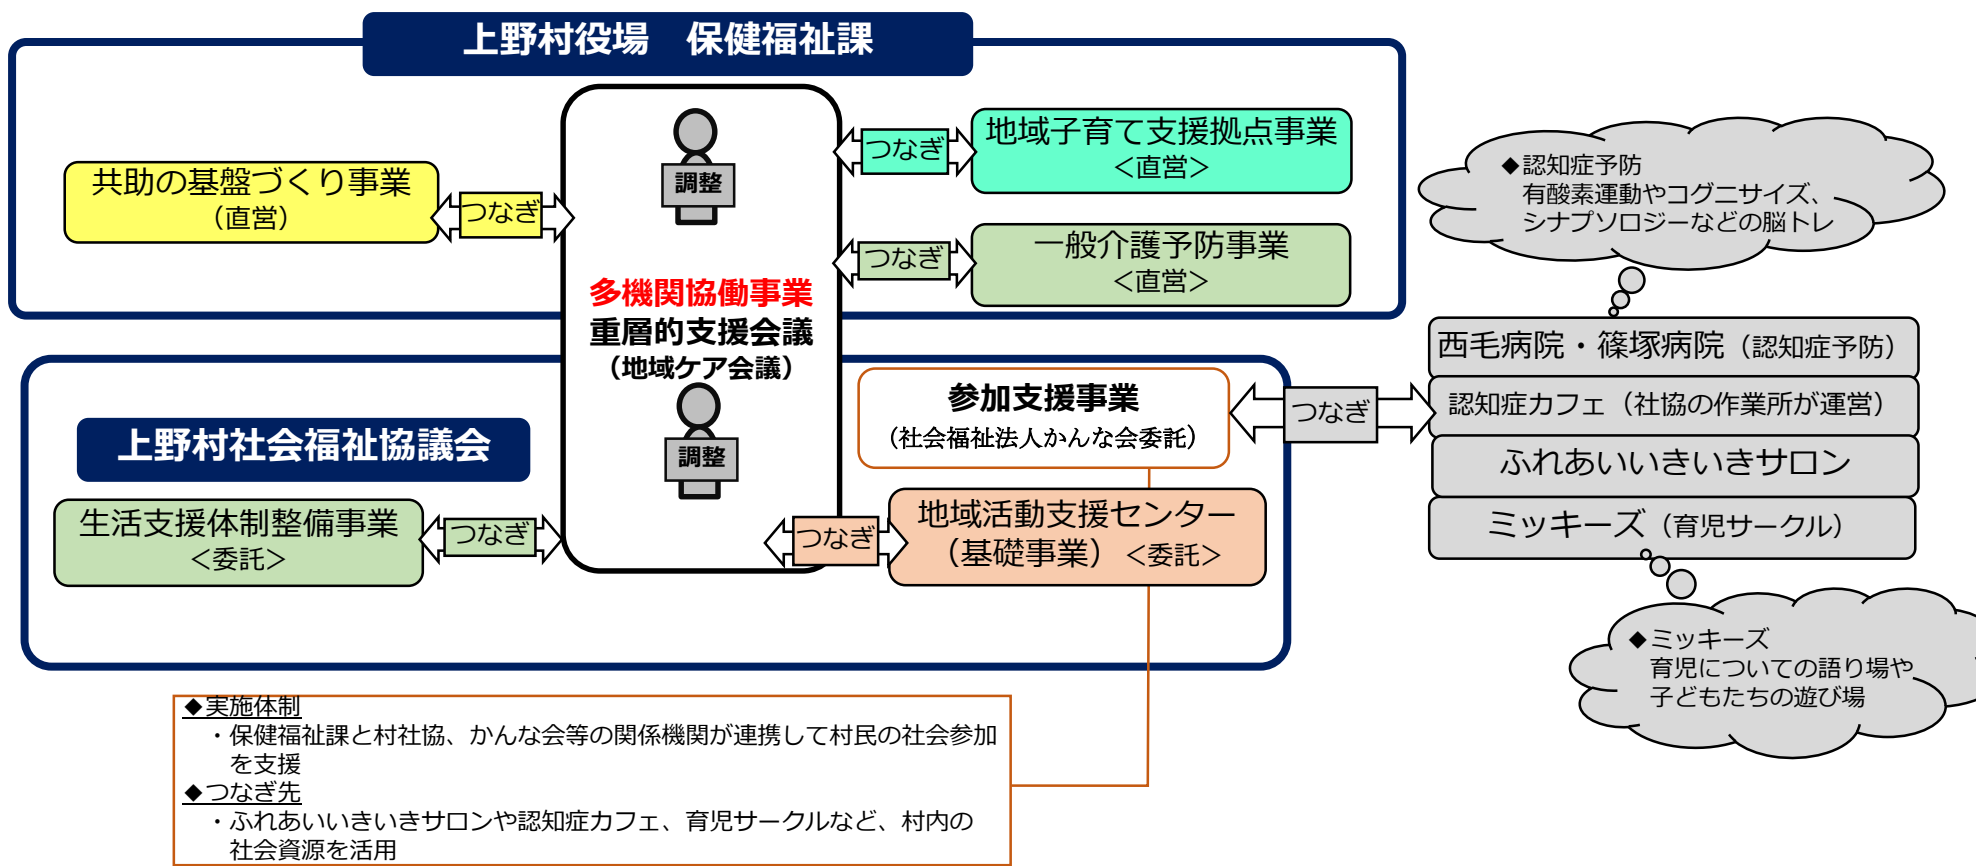 上野村役場　保健福祉課
共助の基盤づくり事業
（直営）
つなぎ
調整
つなぎ
地域子育て支援拠点事業
＜直営＞
つなぎ
一般介護予防事業
＜直営＞
多機関協働事業
重層的支援会議
（地域ケア会議）
調整
上野村社会福祉協議会
生活支援体制整備事業
＜委託＞
つなぎ
参加支援事業
（社会福祉法人かんな会委託）
つなぎ
地域活動支援センター
（基礎事業）＜委託＞
つなぎ
◆認知症予防
有酸素運動やコグニサイズ、
シナプソロジーなどの脳トレ
西毛病院・篠塚病院（認知症予防）
認知症カフェ（社協の作業所が運営）
ふれあいいきいきサロン
ミッキーズ（育児サークル）
◆ミッキーズ
育児についての語り場や
子どもたちの遊び場
◆実施体制
・保健福祉課と村社協、かんな会等の関係機関が連携して村民の社会参加
を支援
◆つなぎ先
・ふれあいいきいきサロンや認知症カフェ、育児サークルなど、村内の
社会資源を活用